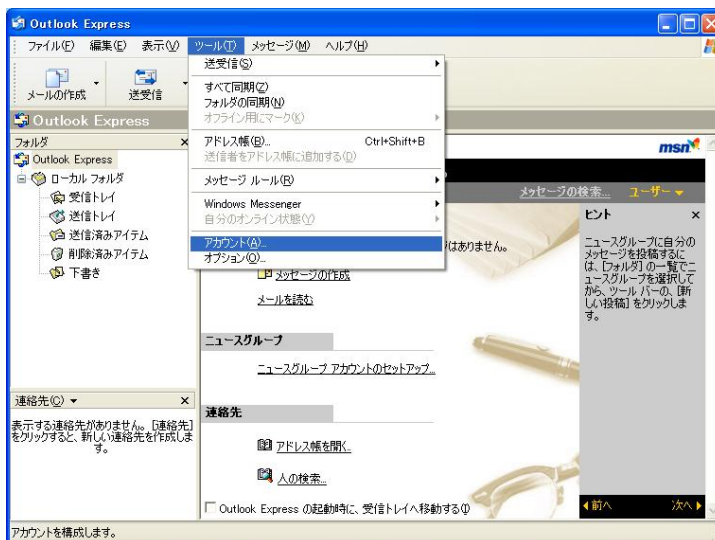 Outlook Express
ファイル(F) 編集(E) 表示(V) ツール(T) メッセージ(M) ヘルプ(H)
メールの作成 送受信
送受信(S)
すべて同期(Z)
フォルダの同期(N)
オフライン用にマーク(K)
アドレス帳(B)... Ctrl+Shift+B
送信者をアドレス帳に追加する(D)
メッセージ ルール(R)
Windows Messenger
自分のオンライン状態(Y)
アカウント(A)...
オプション(O)...
Outlook Express
フォルダ
Outlook Express
ローカル フォルダ
受信トレイ
送信トレイ
送信済みアイテム
削除済みアイテム
下書き
msn
メッセージの検索... ユーザー
はありません。
メッセージの作成
メールを読む
ニュースグループ
ニュースグループ アカウントのセットアップ...
連絡先
アドレス帳を開く...
人の検索...
Outlook Express の起動時に、受信トレイへ移動する(I)
ヒント
ニュースグループに自分の
メッセージを投稿するに
は、[フォルダ] の一覧でニ
ュースグループを選択して
から、ツール バーの、[新
しい投稿] をクリックしま
す。
前へ 次へ
連絡先(C)
表示する連絡先がありません。[連絡先]
をクリックすると、新しい連絡先を作成しま
す。
アカウントを構成します。